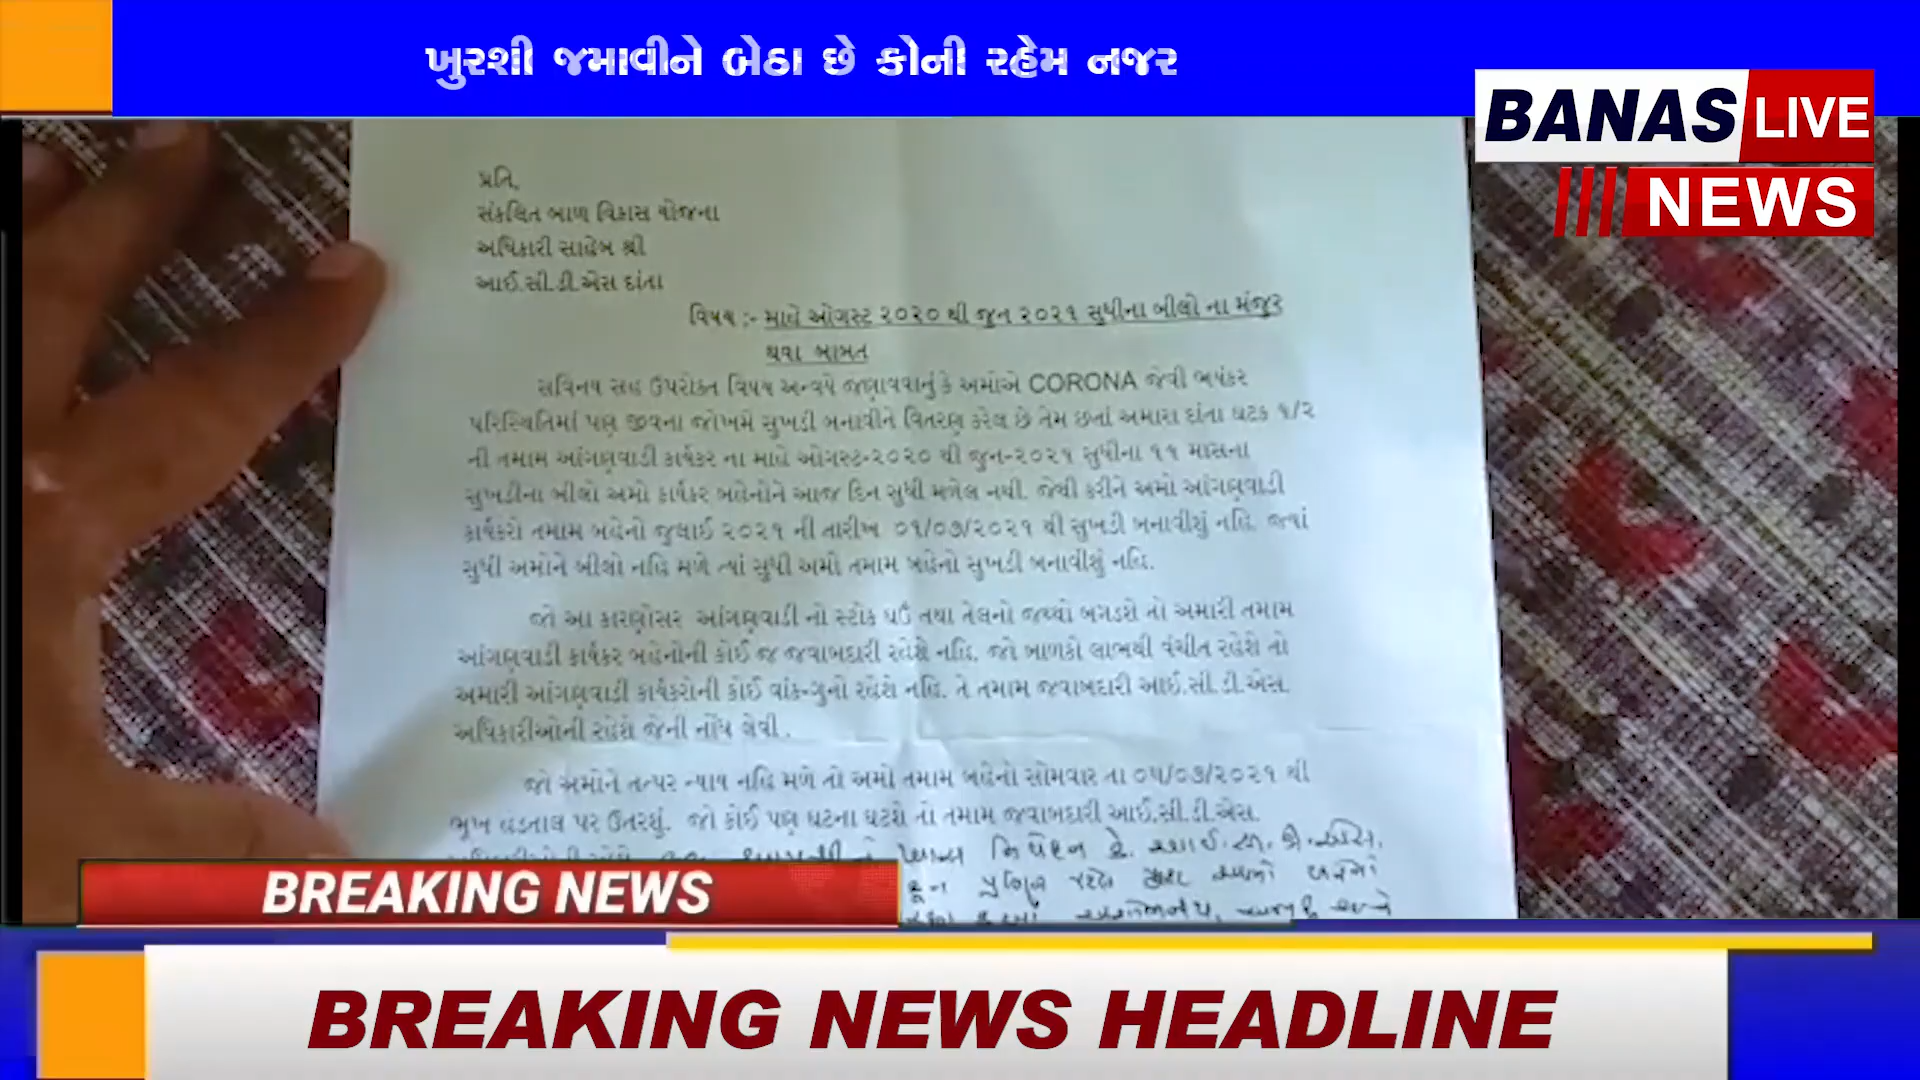 ખુરશી જમાવીને બેઠા છે કોની રહેમ નજર
BANAS LIVE
NEWS
પ્રતિ,
સંકલિત બાળ વિકાસ યોજના
અધિકારી સાહેબ શ્રી
આઈ.સી.ડી.એસ દાંતા
વિષય :- માહે ઓગસ્ટ ૨૦૨૦ થી જુન ૨૦૨૧ સુધીના બીલો ના મંજુર
થવા બાબત
સવિનય સહ ઉપરોક્ત વિષય અન્વયે જણાવવાનું કે અમોએ CORONA જેવી ભયંકર
પરિસ્થિતિમાં પણ જીવના જોખમે સુખડી બનાવીને વિતરણ કરેલ છે તેમ છતાં અમારા દાંતા ઘટક ૧/૨
ની તમામ આંગણવાડી કાર્યકર ના માહે ઓગસ્ટ-૨૦૨૦ થી જુન-૨૦૨૧ સુધીના ૧૧ માસના
સુખડીના બીલો અમો કાર્યકર બહેનોને આજ દિન સુધી મળેલ નથી. જેથી કરીને અમો આંગણવાડી
કાર્યકરો તમામ બહેનો જુલાઈ ૨૦૨૧ ની તારીખ ૦૧/૦૭/૨૦૨૧ થી સુખડી બનાવીશું નહિ. જ્યાં
સુધી અમોને બીલો નહિ મળે ત્યાં સુધી અમો તમામ બહેનો સુખડી બનાવીશું નહિ.
જો આ કારણોસર આંગણવાડી નો સ્ટોક ઘઉં તથા તેલનો જથ્થો બગડશે તો અમારી તમામ
આંગણવાડી કાર્યકર બહેનોની કોઈ જ જવાબદારી રહેશે નહિ. જો બાળકો લાભથી વંચીત રહેશે તો
અમારી આંગણવાડી કાર્યકરોની કોઈ વાંક-ગુનો રહેશે નહિ. તે તમામ જવાબદારી આઈ.સી.ડી.એસ.
અધિકારીઓની રહેશે જેની નોંધ લેવી .
જો અમોને તત્પર ન્યાય નહિ મળે તો અમો તમામ બહેનો સોમવાર તા ૦૫/૦૭/૨૦૨૧ થી
ભૂખ હડતાલ પર ઉતરશું. જો કોઈ પણ ઘટના ઘટશે તો તમામ જવાબદારી આઈ.સી.ડી.એસ.
BREAKING NEWS
BREAKING NEWS HEADLINE